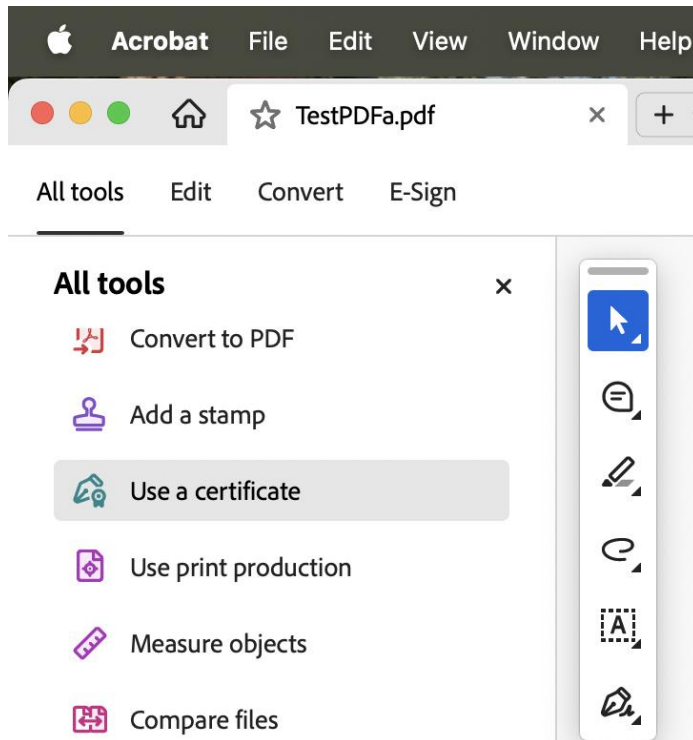 Acrobat File Edit View Window Help
TestPDFa.pdf
All tools Edit Convert E-Sign
All tools
Convert to PDF
Add a stamp
Use a certificate
Use print production
Measure objects
Compare files
A